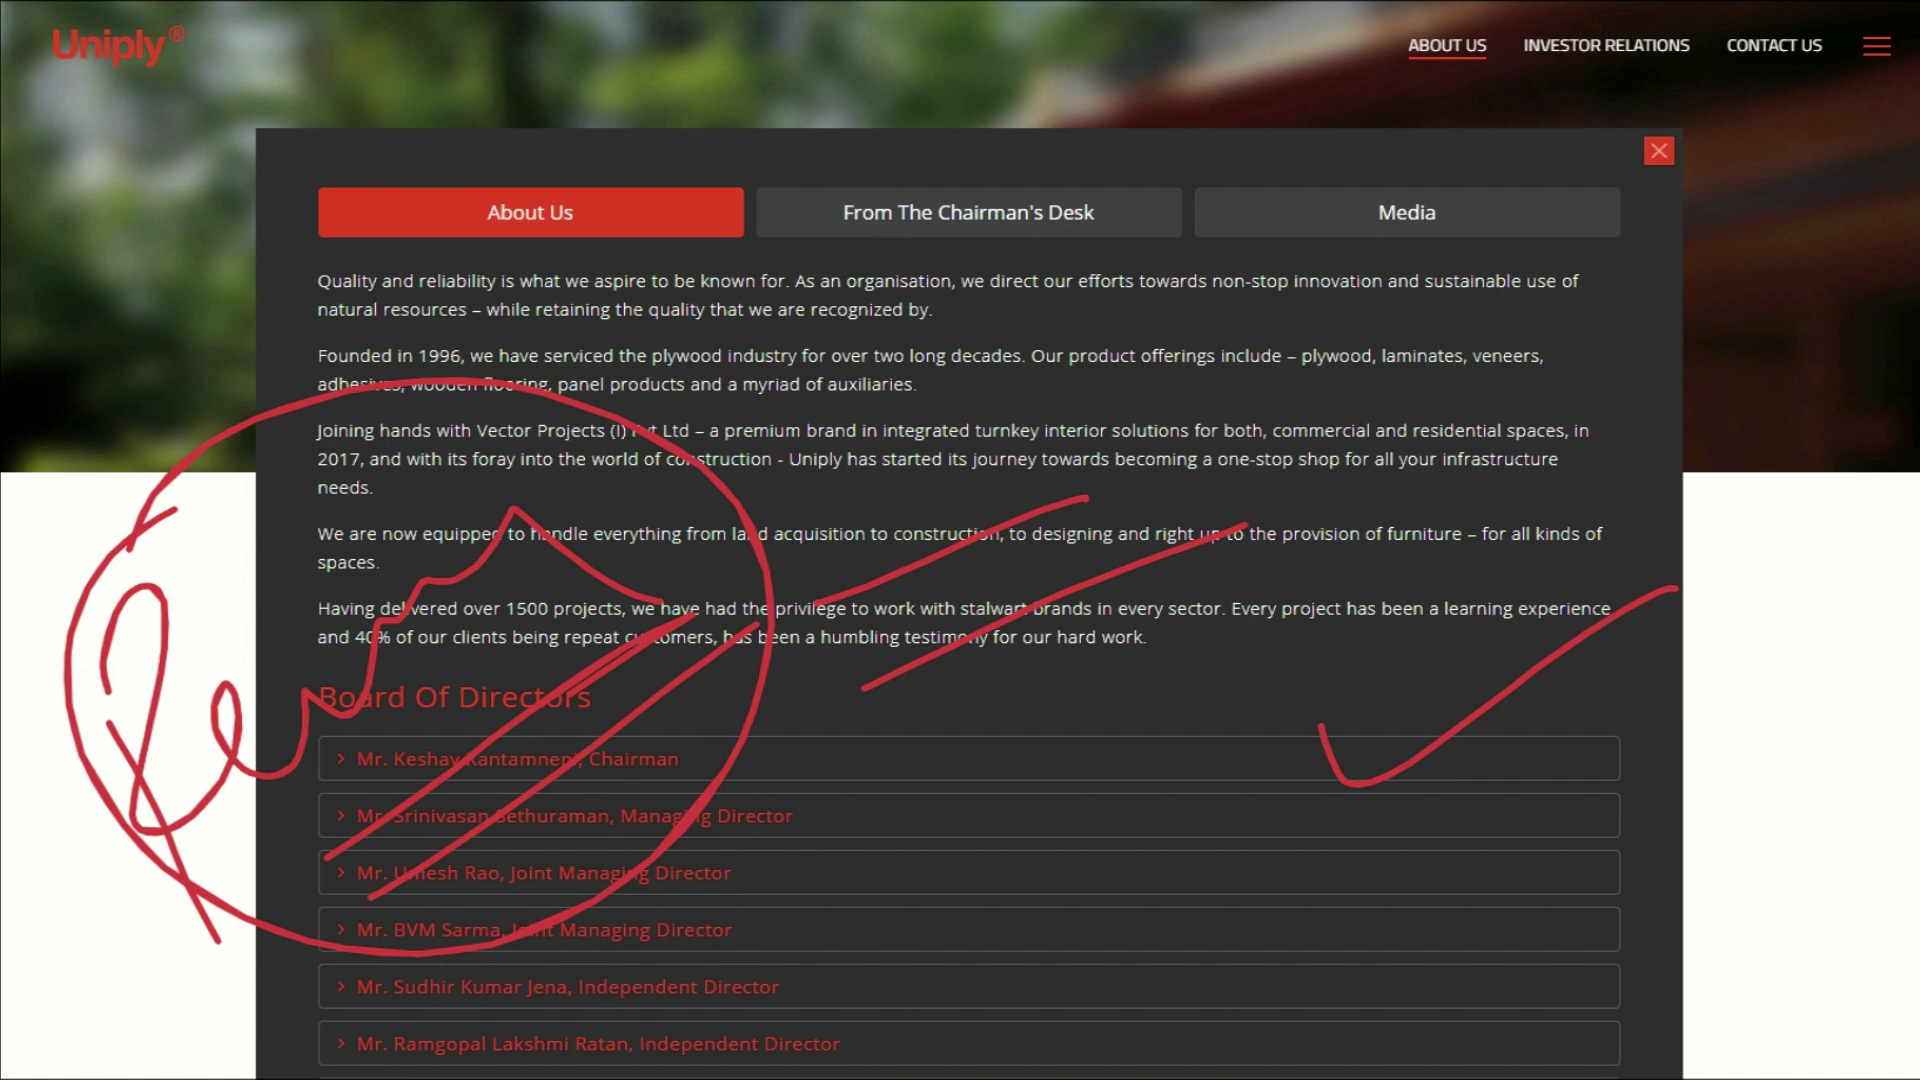 Uniply®
ABOUT US INVESTOR RELATIONS CONTACT US
About Us From The Chairman's Desk Media
Quality and reliability is what we aspire to be known for. As an organisation, we direct our efforts towards non-stop innovation and sustainable use of
natural resources – while retaining the quality that we are recognized by.
Founded in 1996, we have serviced the plywood industry for over two long decades. Our product offerings include – plywood, laminates, veneers,
adhesives, wooden flooring, panel products and a myriad of auxiliaries.
Joining hands with Vector Projects (I) Pvt Ltd – a premium brand in integrated turnkey interior solutions for both, commercial and residential spaces, in
2017, and with its foray into the world of construction - Uniply has started its journey towards becoming a one-stop shop for all your infrastructure
needs.
We are now equipped to handle everything from land acquisition to construction, to designing and right up to the provision of furniture – for all kinds of
spaces.
Having delivered over 1500 projects, we have had the privilege to work with stalwart brands in every sector. Every project has been a learning experience
and 40% of our clients being repeat customers, has been a humbling testimony for our hard work.
Board Of Directors
Mr. Keshav Kantamneni, Chairman
Mr. Srinivasan Sethuraman, Managing Director
Mr. Umesh Rao, Joint Managing Director
Mr. BVM Sarma, Joint Managing Director
Mr. Sudhir Kumar Jena, Independent Director
Mr. Ramgopal Lakshmi Ratan, Independent Director